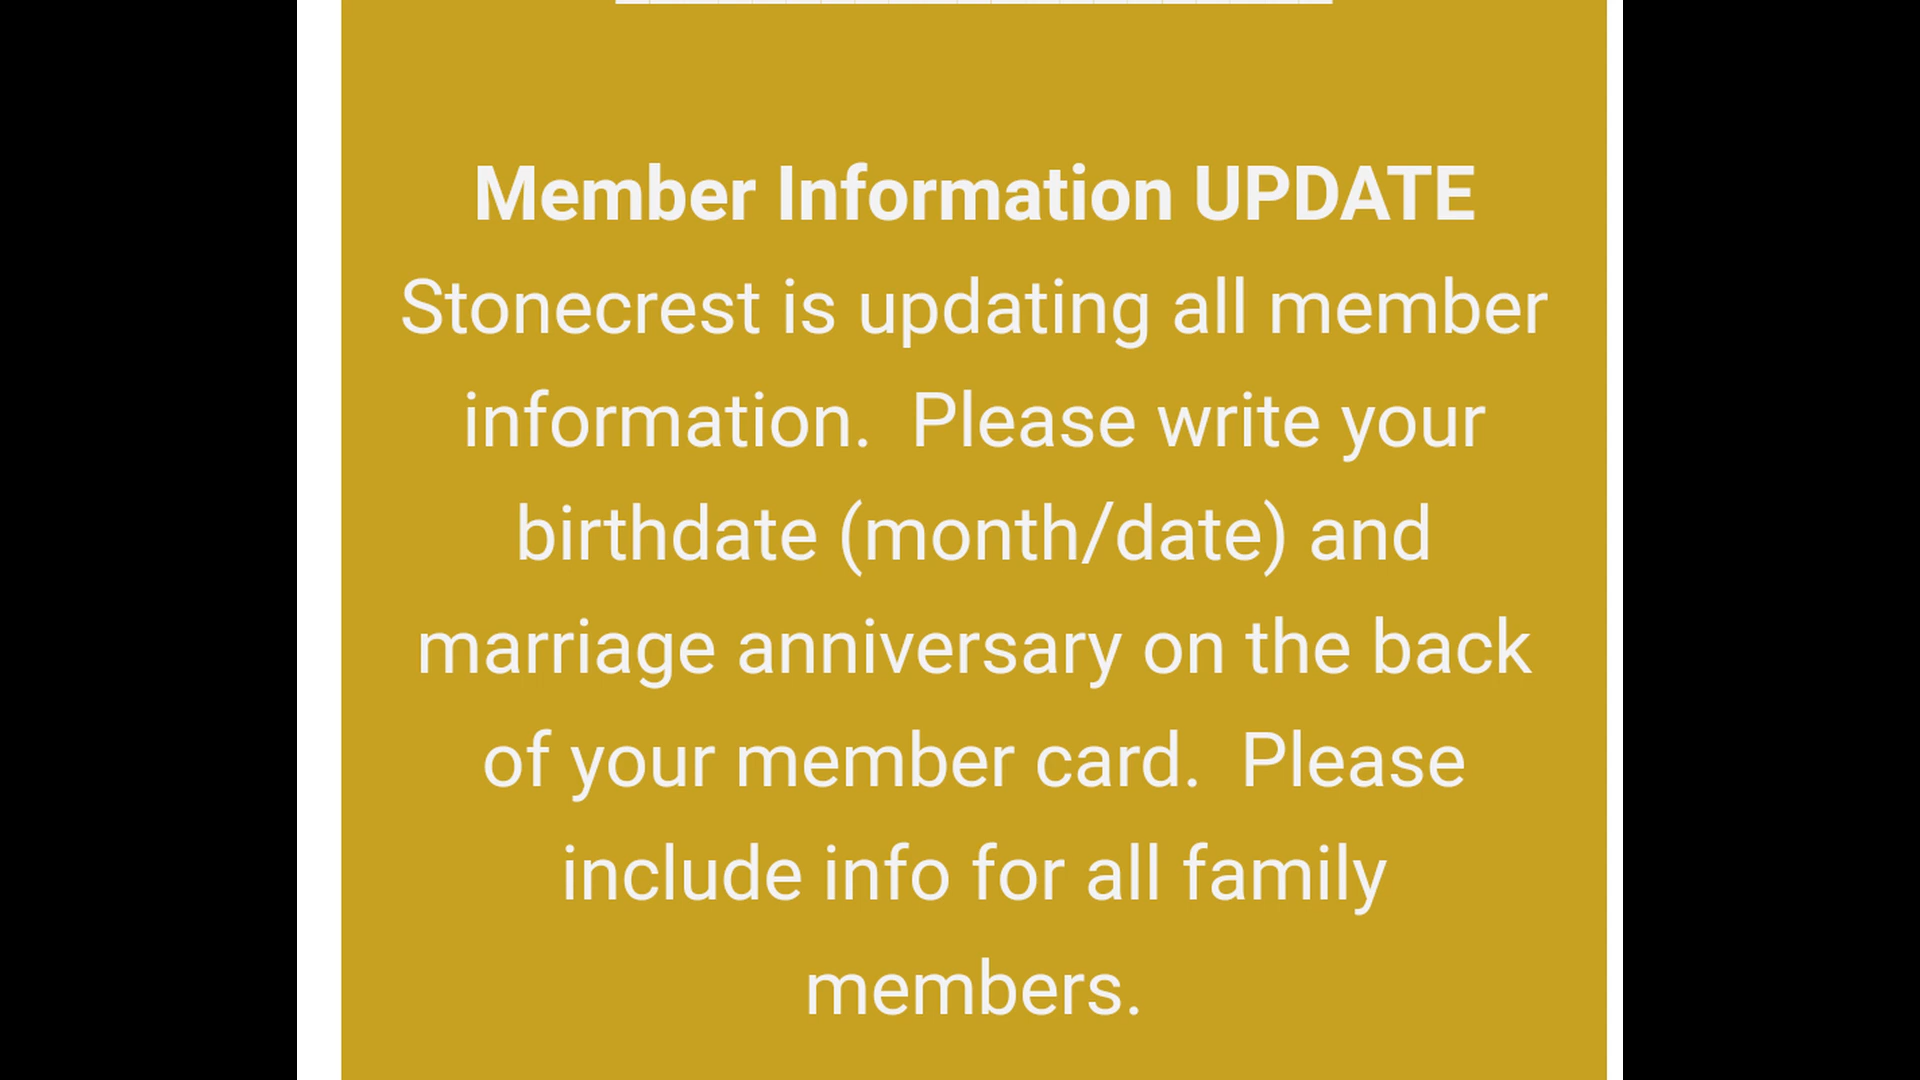 Member Information UPDATE
Stonecrest is updating all member
information.  Please write your
birthdate (month/date) and
marriage anniversary on the back
of your member card.  Please
include info for all family
members.